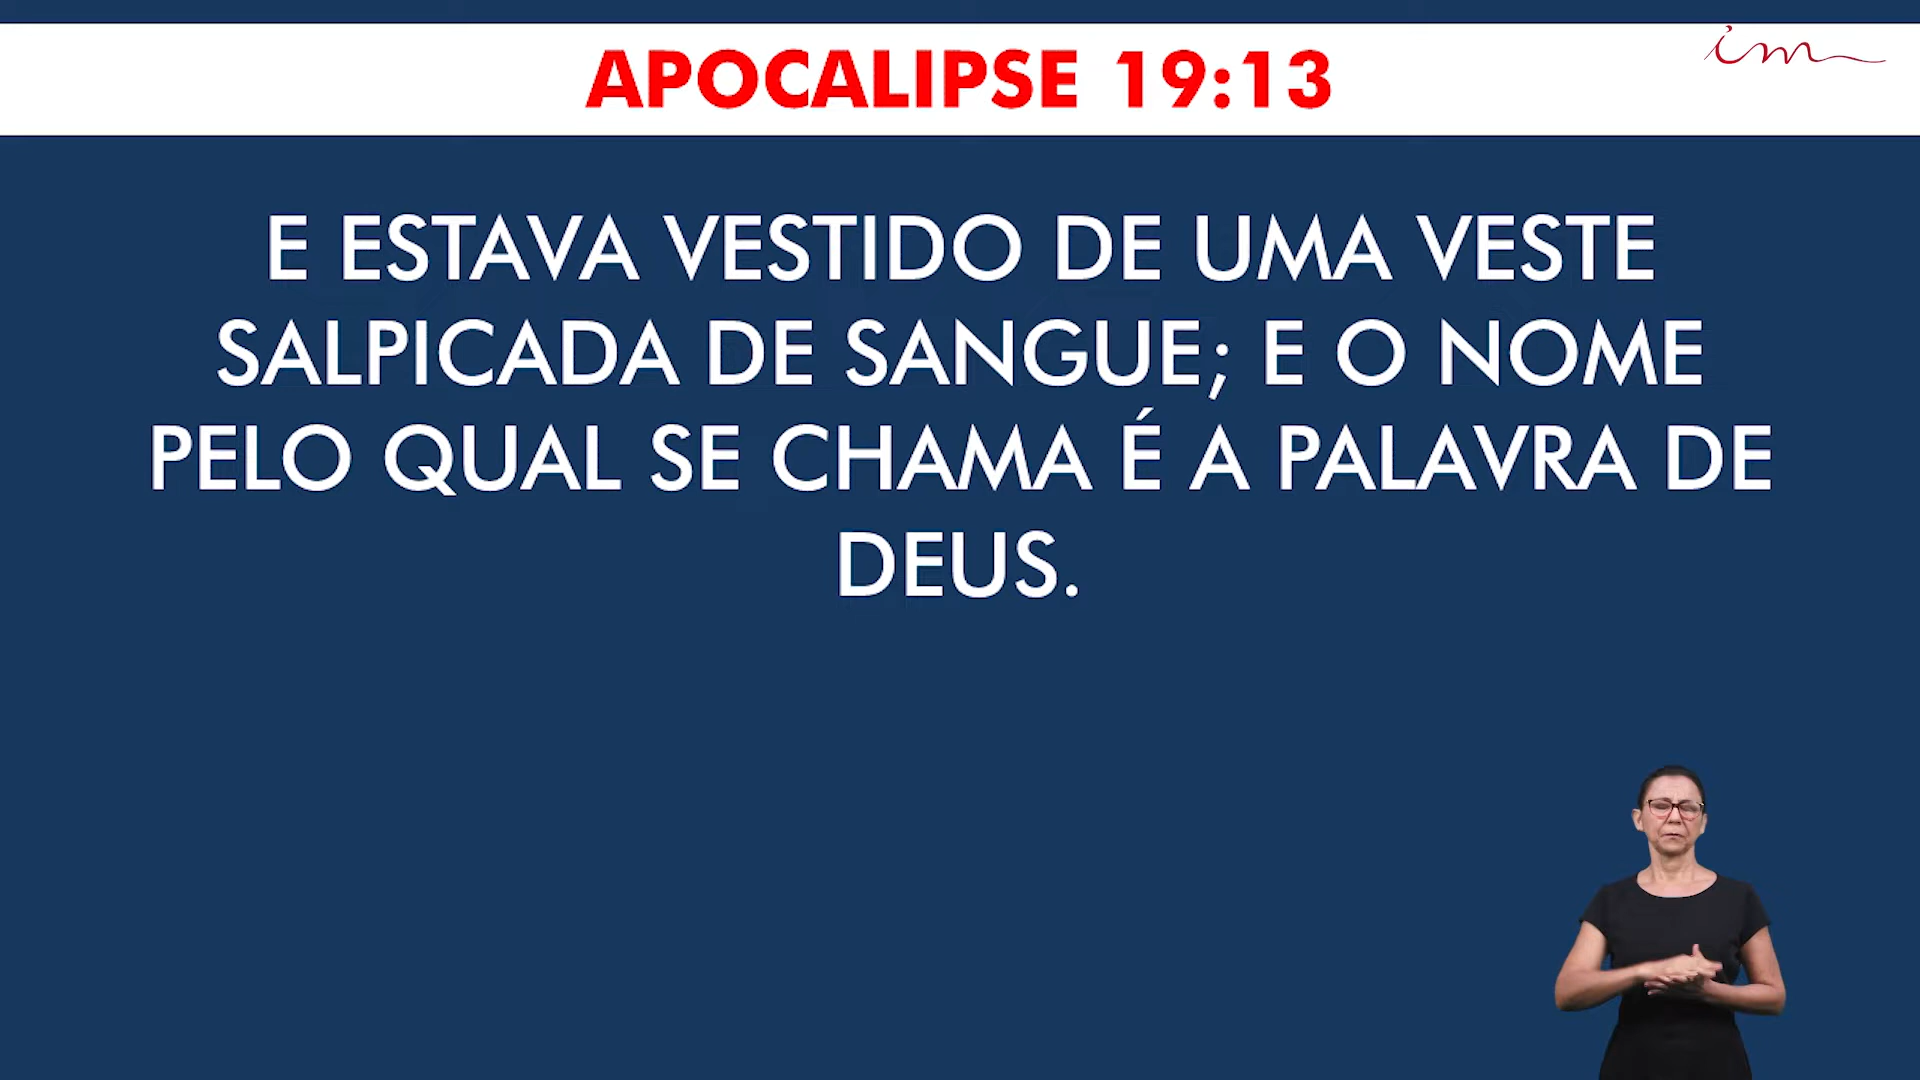 im
APOCALIPSE 19:13
E ESTAVA VESTIDO DE UMA VESTE
SALPICADA DE SANGUE; E O NOME
PELO QUAL SE CHAMA É A PALAVRA DE
DEUS.